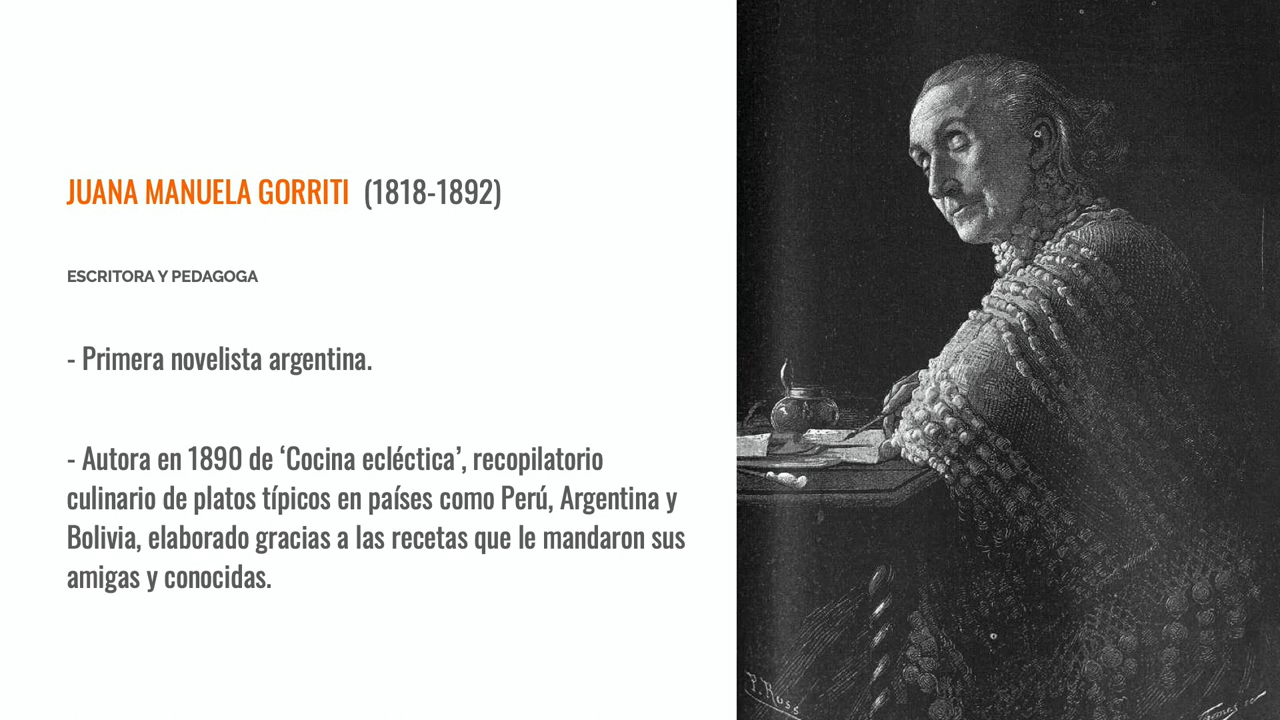 JUANA MANUELA GORRITI (1818-1892)
ESCRITORA Y PEDAGOGA
- Primera novelista argentina.
- Autora en 1890 de ‘Cocina ecléctica’, recopilatorio
culinario de platos típicos en países como Perú, Argentina y
Bolivia, elaborado gracias a las recetas que le mandaron sus
amigas y conocidas.
P. Ross